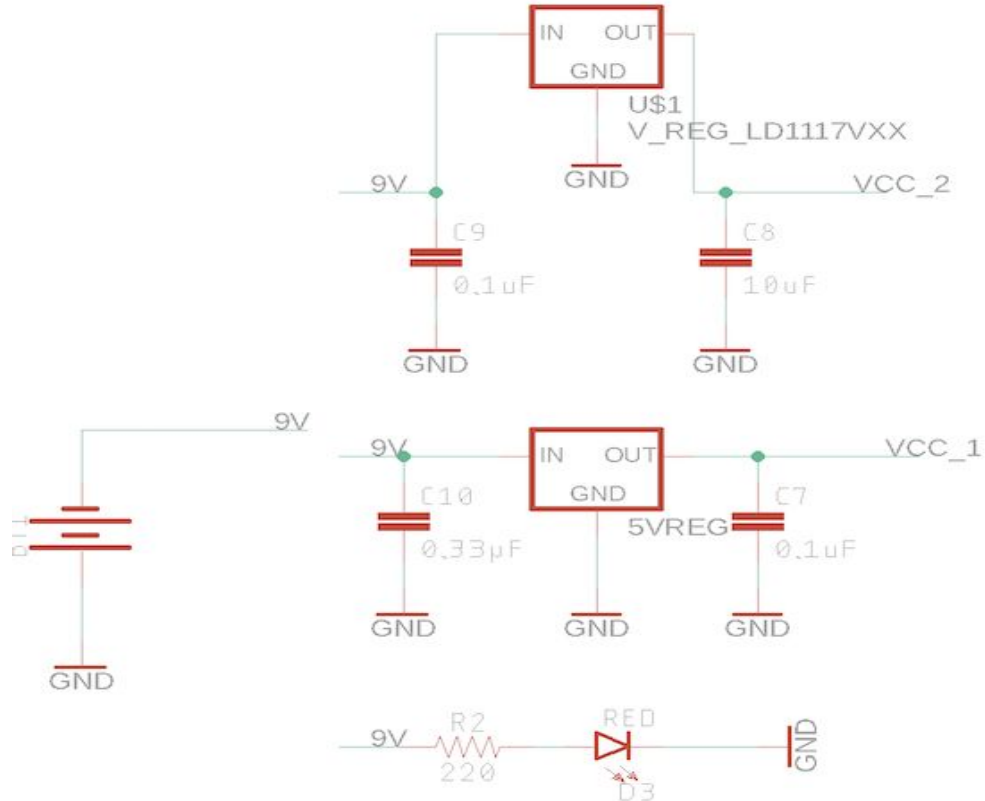 IN OUT
GND
U$1
V_REG_LD1117VXX
GND
9V
VCC_2
C9
0.1uF
C8
10uF
GND
GND
9V
9V
IN OUT
GND
VCC_1
C10
0.33µF
5VREG
C7
0.1uF
GND
GND
GND
GND
9V
R2
220
RED
D3
GND